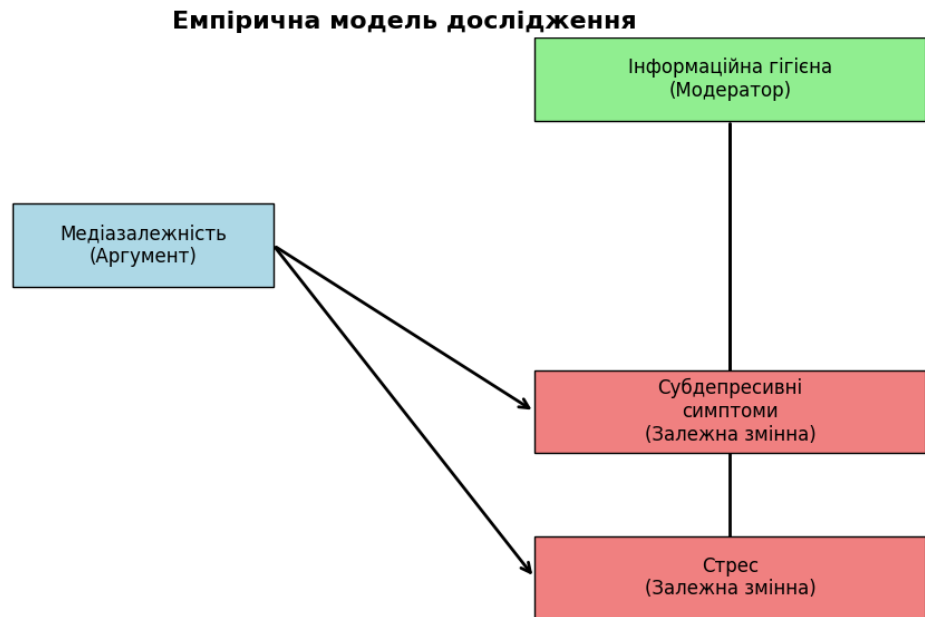 Емпірична модель дослідження
Інформаційна гігієна
(Модератор)
Медіазалежність
(Аргумент)
Субдепресивні
симптоми
(Залежна змінна)
Стрес
(Залежна змінна)